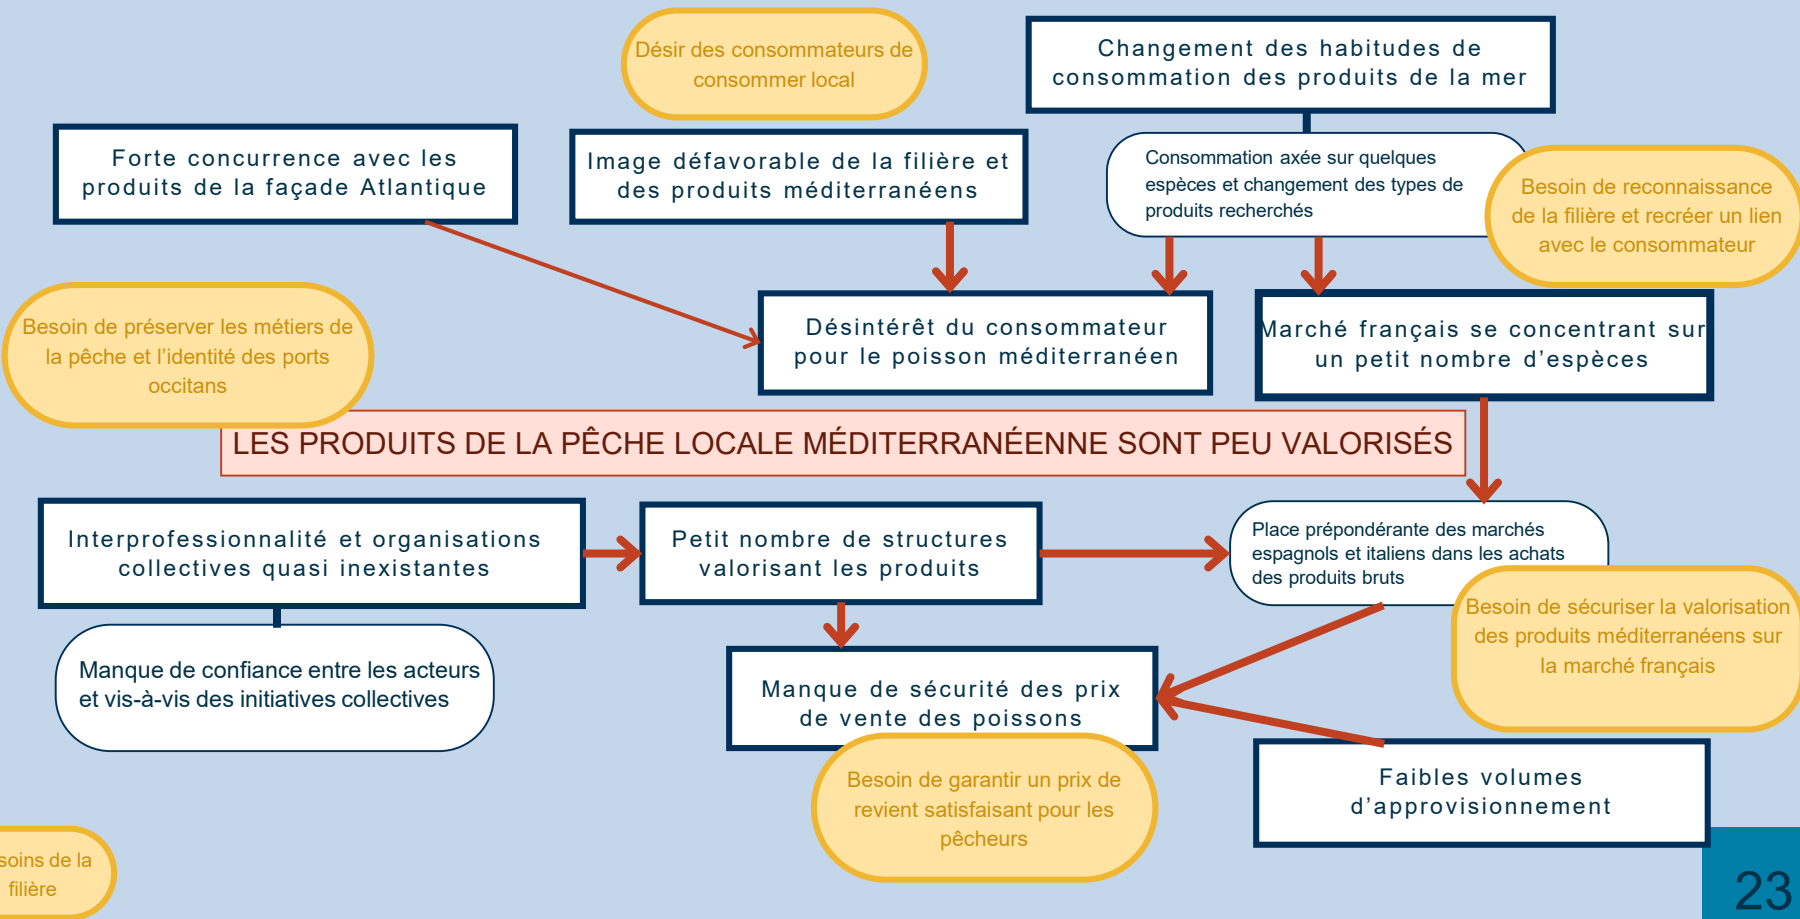 Désir des consommateurs de
consommer local
Changement des habitudes de
consommation des produits de la mer
Forte concurrence avec les
produits de la façade Atlantique
Image défavorable de la filière et
des produits méditerranéens
Consommation axée sur quelques
espèces et changement des types de
produits recherchés
Besoin de reconnaissance
de la filière et recréer un lien
avec le consommateur
Besoin de préserver les métiers de
la pêche et l’identité des ports
occitans
Désintérêt du consommateur
pour le poisson méditerranéen
Marché français se concentrant sur
un petit nombre d’espèces
LES PRODUITS DE LA PÊCHE LOCALE MÉDITERRANÉENNE SONT PEU VALORISÉS
Interprofessionnalité et organisations
collectives quasi inexistantes
Petit nombre de structures
valorisant les produits
Place prépondérante des marchés
espagnols et italiens dans les achats
des produits bruts
Manque de confiance entre les acteurs
et vis-à-vis des initiatives collectives
Manque de sécurité des prix
de vente des poissons
Besoin de sécuriser la valorisation
des produits méditerranéens sur
la marché français
Besoin de garantir un prix de
revient satisfaisant pour les
pêcheurs
Faibles volumes
d’approvisionnement
soins de la
filière
23